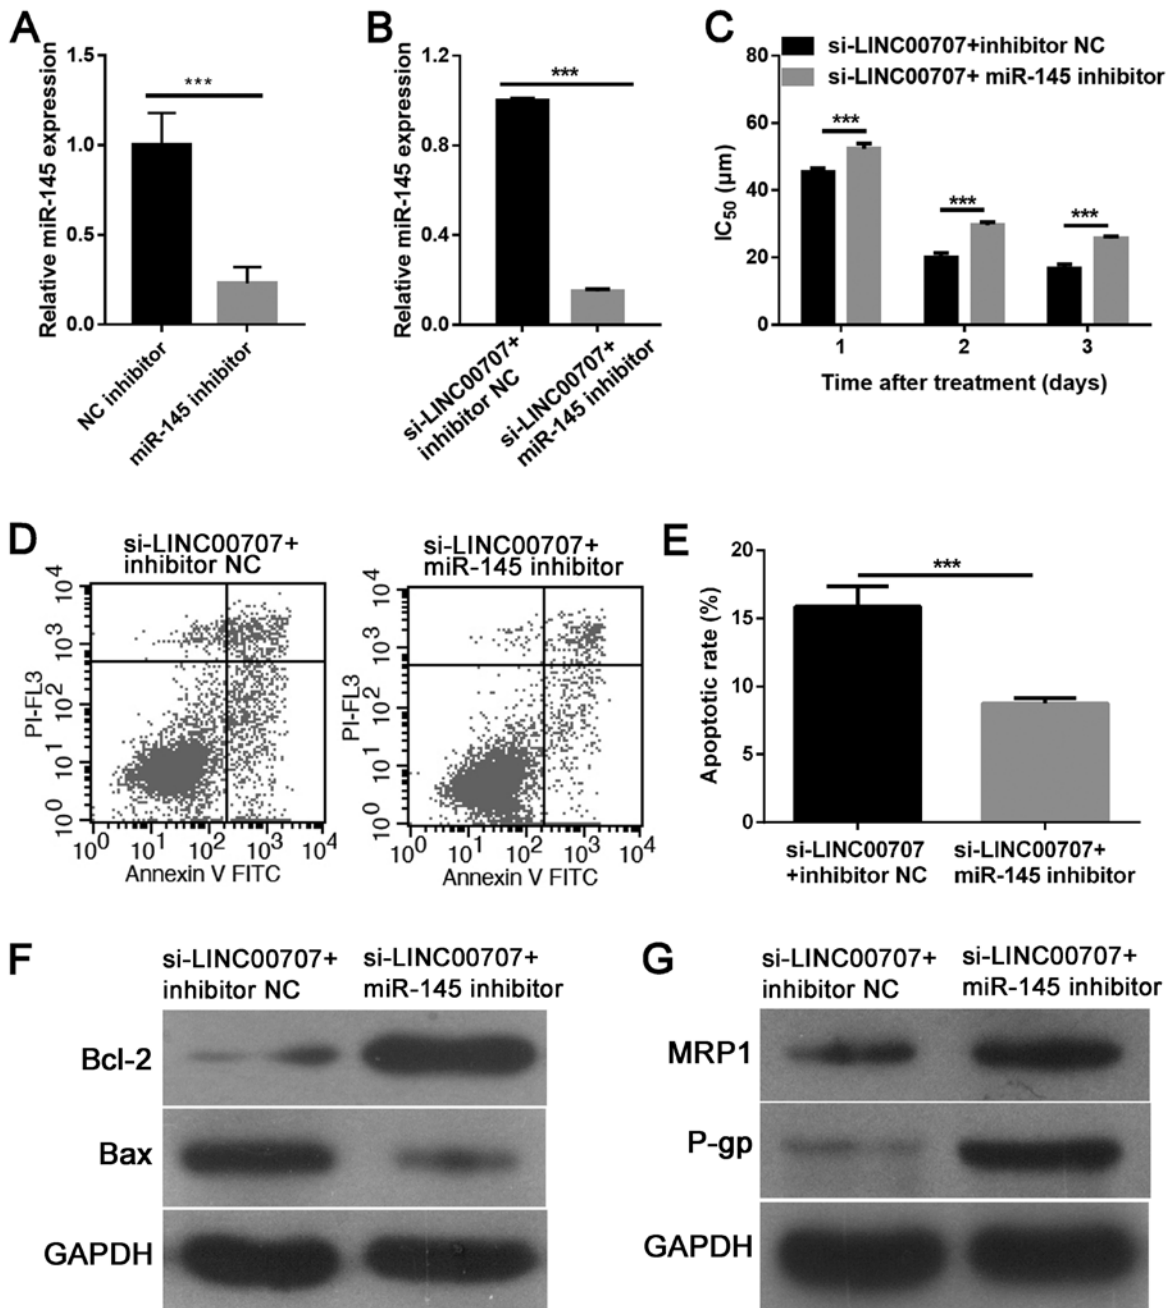 A
Relative miR-145 expression
1.5
1.0
0.5
0.0
***
NC inhibitor
miR-145 inhibitor
B
Relative miR-145 expression
1.2
0.8
0.4
0.0
***
si-LINC00707+
inhibitor NC
si-LINC00707+
miR-145 inhibitor
C
si-LINC00707+inhibitor NC
si-LINC00707+ miR-145 inhibitor
IC50 (μm)
80
60
40
20
0
***
***
***
1 2 3
Time after treatment (days)
D
si-LINC00707+
inhibitor NC
PI-FL3
10^4
10^3
10^2
10^1
10^0
10^0 10^1 10^2 10^3 10^4
Annexin V FITC
si-LINC00707+
miR-145 inhibitor
PI-FL3
10^4
10^3
10^2
10^1
10^0
10^0 10^1 10^2 10^3 10^4
Annexin V FITC
E
Apoptotic rate (%)
20
15
10
5
0
***
si-LINC00707
+inhibitor NC
si-LINC00707+
miR-145 inhibitor
F
si-LINC00707+
inhibitor NC
si-LINC00707+
miR-145 inhibitor
Bcl-2
Bax
GAPDH
G
si-LINC00707+
inhibitor NC
si-LINC00707+
miR-145 inhibitor
MRP1
P-gp
GAPDH